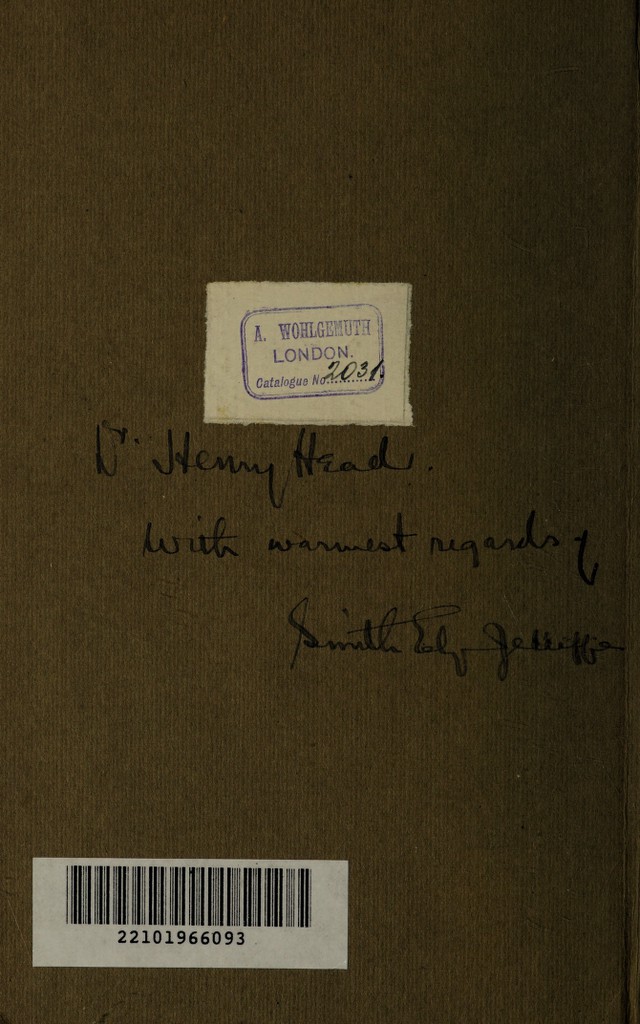 A. WOHLGEMUTH
LONDON.
Catalogue No. 2031.
Dr. Henry Head.
With warmest regards of
Smith Ely Jelliffe
22101966093